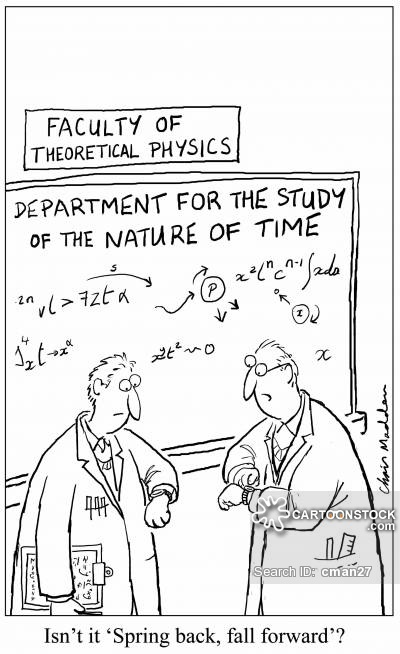 FACULTY OF
THEORETICAL PHYSICS
DEPARTMENT FOR THE STUDY
OF THE NATURE OF TIME
s
P
x
Chris Madden
CARTOONSTOCK
.com
Search ID: cman27
Isn't it 'Spring back, fall forward'?